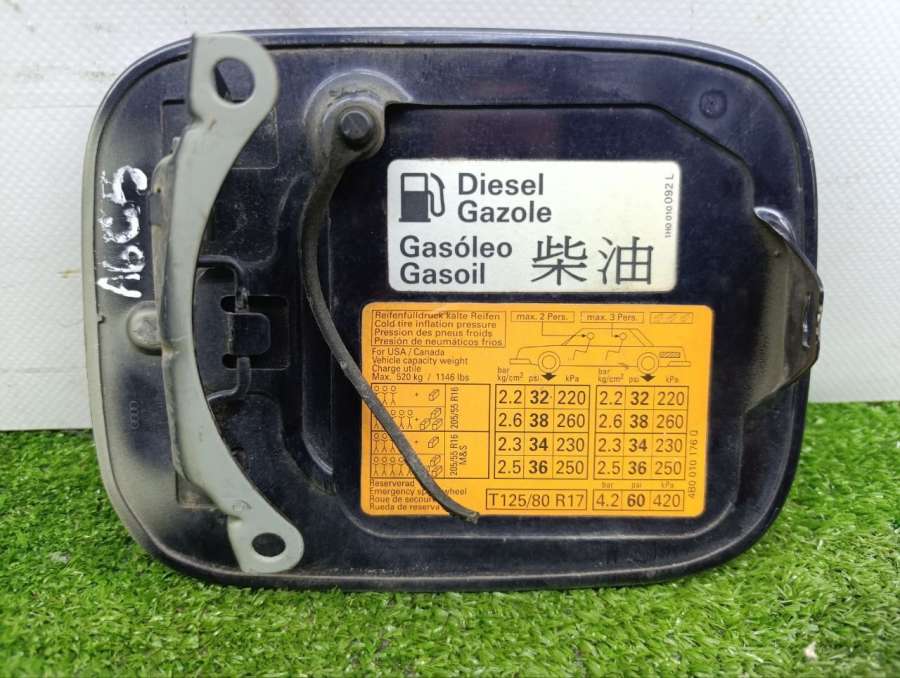 A6C5
Diesel
Gazole
Gasóleo
Gasoil
柴油
1H0 010 092 L
Reifenfülldruck kalte Reifen
Cold tire inflation pressure
Pression des pneus froids
Presión de neumáticos fríos
For USA / Canada
Vehicle capacity weight
Charge utile
Max. 520 kg / 1146 lbs
max. 2 Pers.
max. 3 Pers.
bar kg/cm² psi kPa bar kg/cm² psi kPa
205/55 R16
2.2 32 220 2.2 32 220
2.6 38 260 2.6 38 260
205/55 R16 M&S
2.3 34 230 2.3 34 230
2.5 36 250 2.5 36 250
Reserverad
Emergency spare wheel
Roue de secours
Rueda de reserva
T125/80 R17
bar psi kPa
4.2 60 420
4B0 010 176 Q